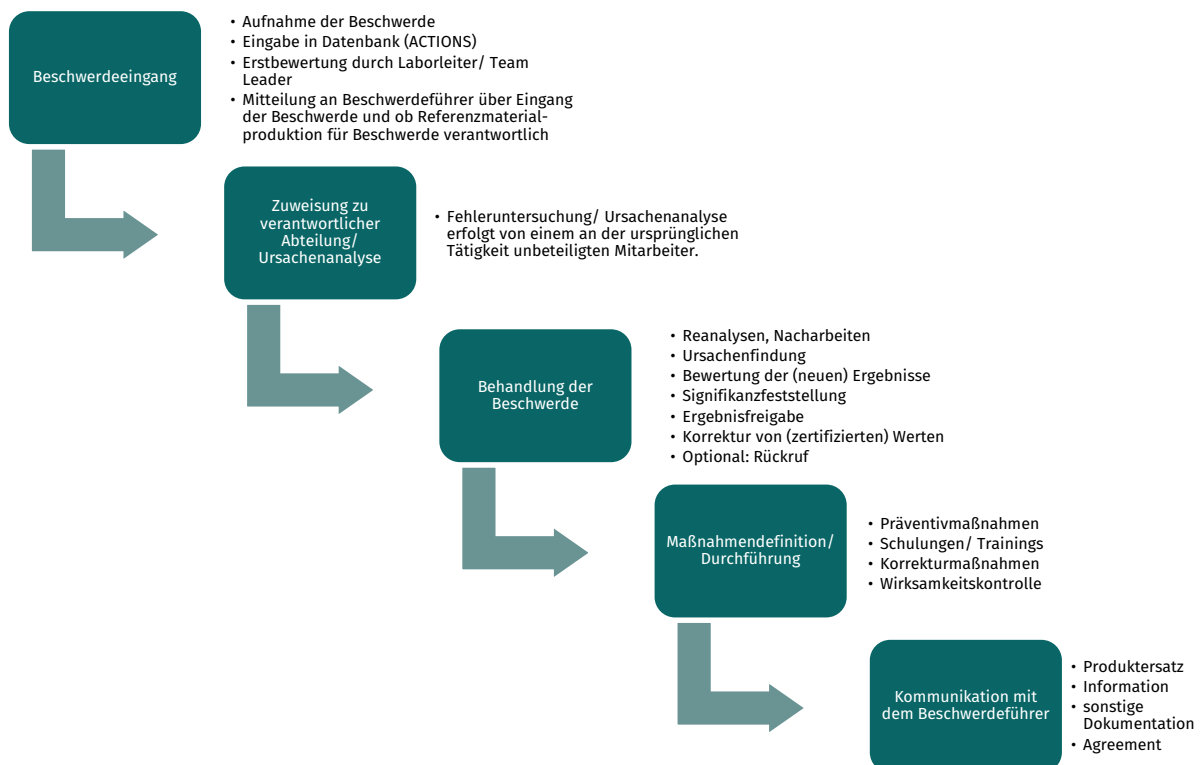 Beschwerdeeingang
• Aufnahme der Beschwerde
• Eingabe in Datenbank (ACTIONS)
• Erstbewertung durch Laborleiter/ Team
Leader
• Mitteilung an Beschwerdeführer über Eingang
der Beschwerde und ob Referenzmaterial-
produktion für Beschwerde verantwortlich
Zuweisung zu
verantwortlicher
Abteilung/
Ursachenanalyse
• Fehleruntersuchung/ Ursachenanalyse
erfolgt von einem an der ursprünglichen
Tätigkeit unbeteiligten Mitarbeiter.
Behandlung der
Beschwerde
• Reanalysen, Nacharbeiten
• Ursachenfindung
• Bewertung der (neuen) Ergebnisse
• Signifikanzfeststellung
• Ergebnisfreigabe
• Korrektur von (zertifizierten) Werten
• Optional: Rückruf
Maßnahmendefinition/
Durchführung
• Präventivmaßnahmen
• Schulungen/ Trainings
• Korrekturmaßnahmen
• Wirksamkeitskontrolle
Kommunikation mit
dem Beschwerdeführer
• Produktersatz
• Information
• sonstige
Dokumentation
• Agreement